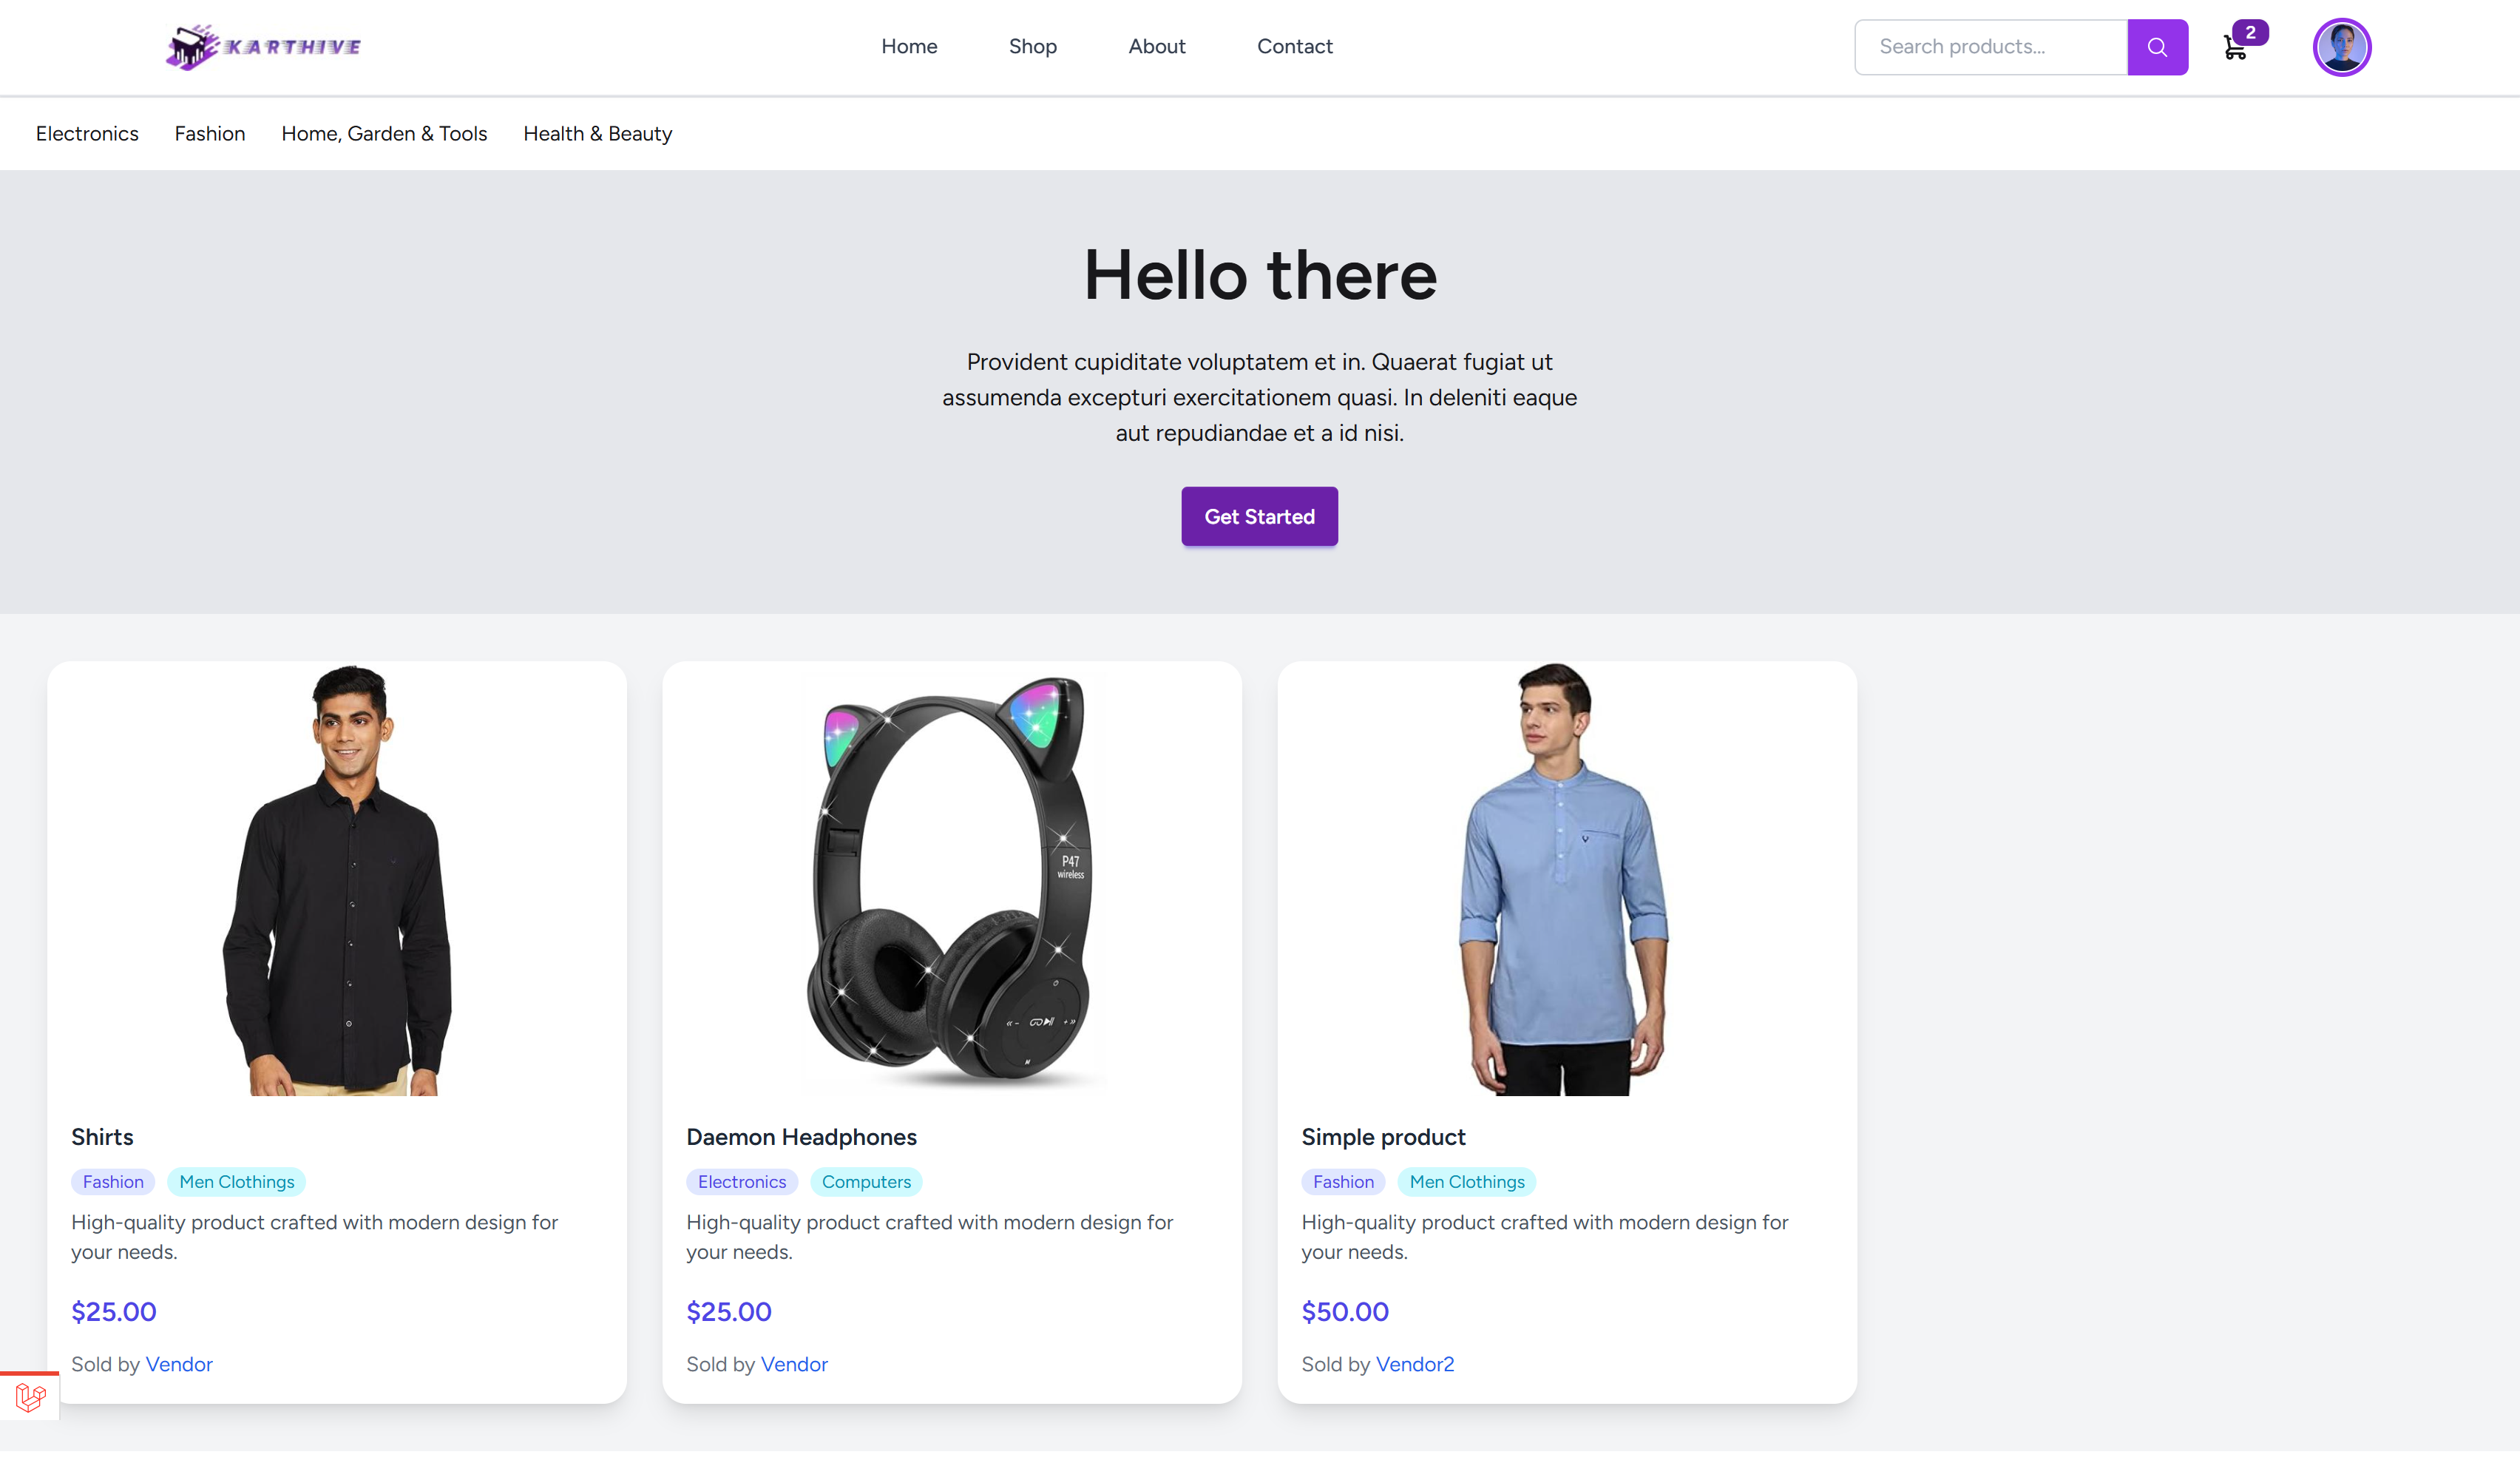 KARTHIVE
Home
Shop
About
Contact
Search products...
2
Electronics
Fashion
Home, Garden & Tools
Health & Beauty
Hello there
Provident cupiditate voluptatem et in. Quaerat fugiat ut
assumenda excepturi exercitationem quasi. In deleniti eaque
aut repudiandae et a id nisi.
Get Started
P47
wireless
M
Shirts
Fashion
Men Clothings
High-quality product crafted with modern design for
your needs.
$25.00
Sold by Vendor
Daemon Headphones
Electronics
Computers
High-quality product crafted with modern design for
your needs.
$25.00
Sold by Vendor
Simple product
Fashion
Men Clothings
High-quality product crafted with modern design for
your needs.
$50.00
Sold by Vendor2